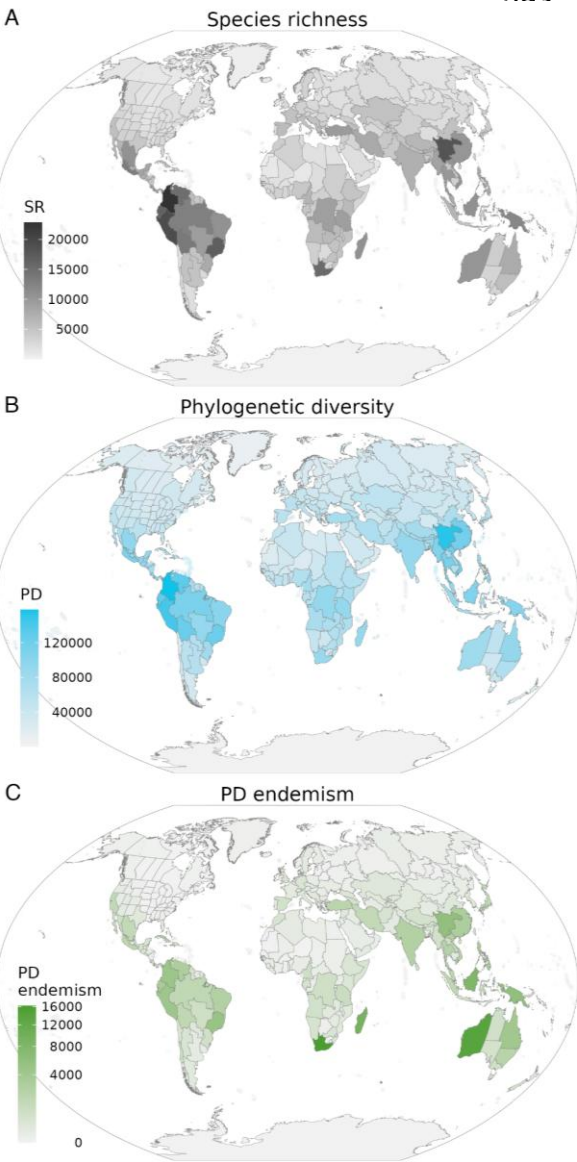 A
Species richness
SR
20000
15000
10000
5000
B
Phylogenetic diversity
PD
120000
80000
40000
C
PD endemism
PD
endemism
16000
12000
8000
4000
0